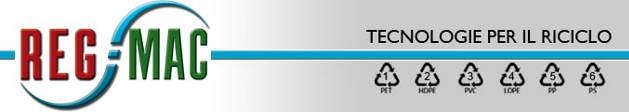 REG-MAC
TECNOLOGIE PER IL RICICLO
1 2 3 4 5 6
PET HDPE PVC LDPE PP PS